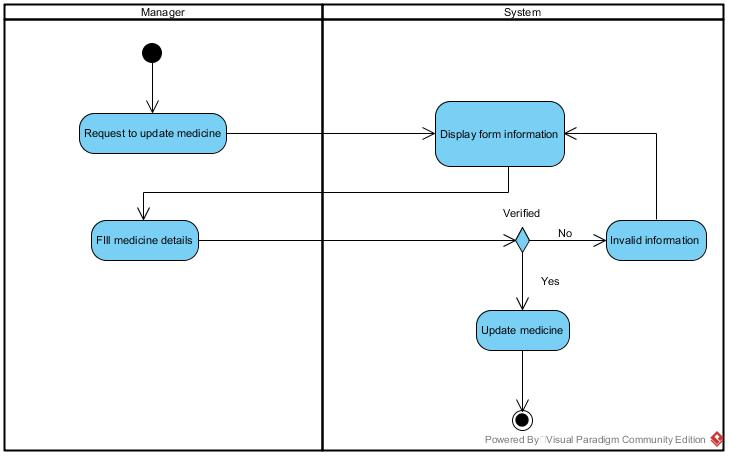 Manager
System
Request to update medicine
Display form information
Verified
FIll medicine details
No
Invalid information
Yes
Update medicine
Powered By Visual Paradigm Community Edition